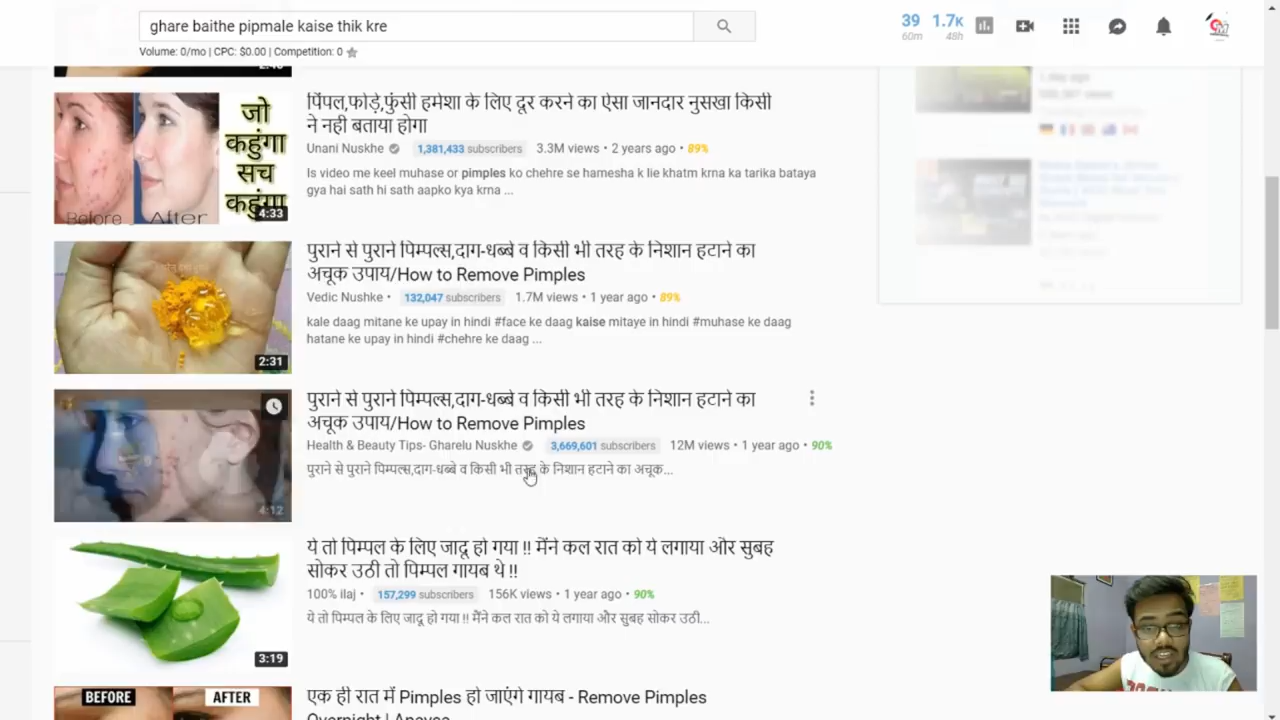 ghare baithe pipmale kaise thik kre
Volume: 0/mo | CPC: $0.00 | Competition: 0
39 1.7K
60m 48h
जो
कहुंगा
सच
कहुंगा
Before After
4:33
पिंपल,फोड़े,फुंसी हमेशा के लिए दूर करने का ऐसा जानदार नुसखा किसी
ने नही बताया होगा
Unani Nuskhe 1,381,433 subscribers 3.3M views • 2 years ago • 89%
Is video me keel muhase or pimples ko chehre se hamesha k lie khatm krna ka tarika bataya
gya hai sath hi sath aapko kya krna ...
2:31
पुराने से पुराने पिम्पल्स,दाग-धब्बे व किसी भी तरह के निशान हटाने का
अचूक उपाय/How to Remove Pimples
Vedic Nushke • 132,047 subscribers 1.7M views • 1 year ago • 89%
kale daag mitane ke upay in hindi #face ke daag kaise mitaye in hindi #muhase ke daag
hatane ke upay in hindi #chehre ke daag ...
4:12
पुराने से पुराने पिम्पल्स,दाग-धब्बे व किसी भी तरह के निशान हटाने का
अचूक उपाय/How to Remove Pimples
Health & Beauty Tips- Gharelu Nuskhe 3,669,601 subscribers 12M views • 1 year ago • 90%
पुराने से पुराने पिम्पल्स,दाग-धब्बे व किसी भी तरह के निशान हटाने का अचूक...
3:19
ये तो पिम्पल के लिए जादू हो गया !! मैंने कल रात को ये लगाया और सुबह
सोकर उठी तो पिम्पल गायब थे !!
100% ilaj • 157,299 subscribers 156K views • 1 year ago • 90%
ये तो पिम्पल के लिए जादू हो गया !! मैंने कल रात को ये लगाया और सुबह सोकर उठी...
BEFORE AFTER
एक ही रात में Pimples हो जाएंगे गायब - Remove Pimples